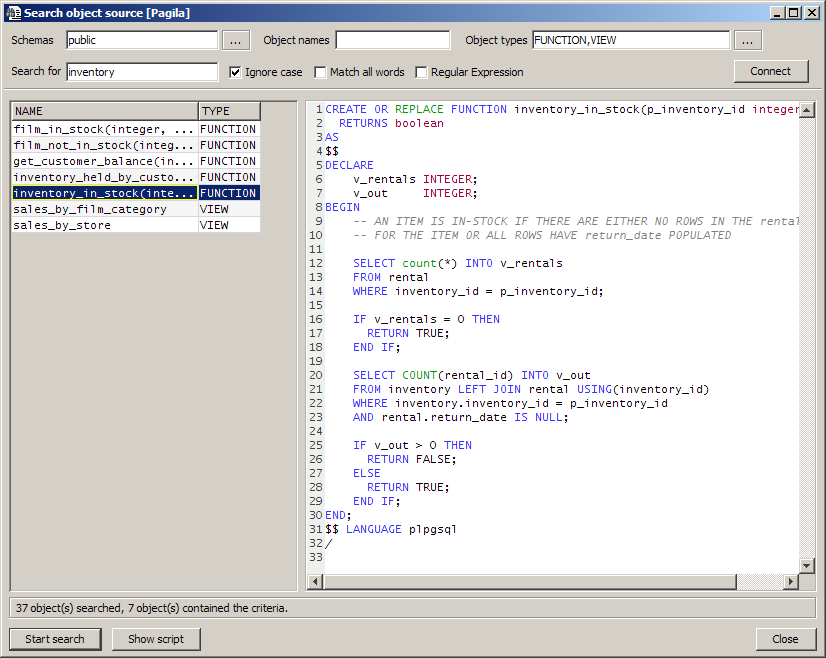 Search object source [Pagila]
Schemas public ... Object names Object types FUNCTION,VIEW ...
Search for inventory Ignore case Match all words Regular Expression Connect
NAME TYPE
film_in_stock(integer, ... FUNCTION
film_not_in_stock(integ... FUNCTION
get_customer_balance(in... FUNCTION
inventory_held_by_custo... FUNCTION
inventory_in_stock(inte... FUNCTION
sales_by_film_category VIEW
sales_by_store VIEW
1 CREATE OR REPLACE FUNCTION inventory_in_stock(p_inventory_id integer
2   RETURNS boolean
3 AS
4 $$
5 DECLARE
6     v_rentals INTEGER;
7     v_out     INTEGER;
8 BEGIN
9     -- AN ITEM IS IN-STOCK IF THERE ARE EITHER NO ROWS IN THE rental
10     -- FOR THE ITEM OR ALL ROWS HAVE return_date POPULATED
11
12     SELECT count(*) INTO v_rentals
13     FROM rental
14     WHERE inventory_id = p_inventory_id;
15
16     IF v_rentals = 0 THEN
17       RETURN TRUE;
18     END IF;
19
20     SELECT COUNT(rental_id) INTO v_out
21     FROM inventory LEFT JOIN rental USING(inventory_id)
22     WHERE inventory.inventory_id = p_inventory_id
23     AND rental.return_date IS NULL;
24
25     IF v_out > 0 THEN
26       RETURN FALSE;
27     ELSE
28       RETURN TRUE;
29     END IF;
30 END;
31 $$ LANGUAGE plpgsql
32 /
33
37 object(s) searched, 7 object(s) contained the criteria.
Start search Show script Close